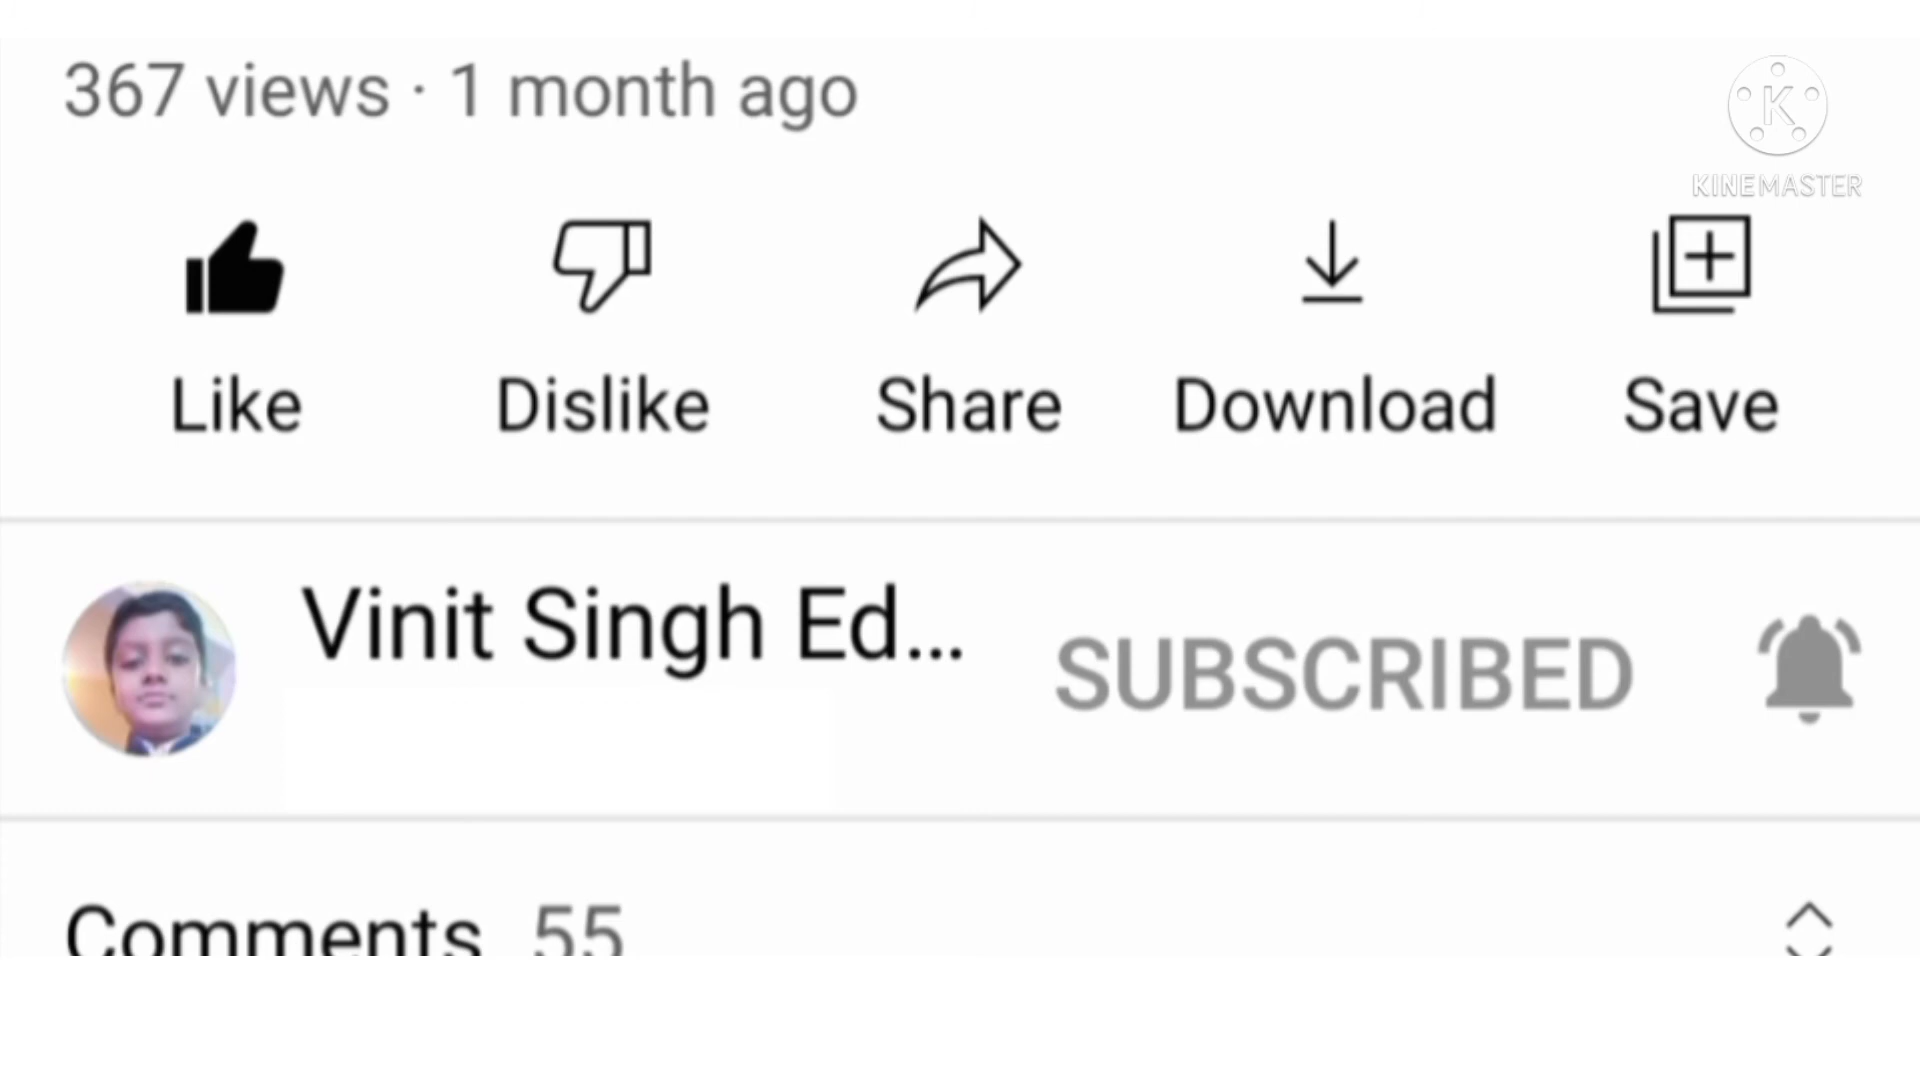 367 views · 1 month ago
K
KINEMASTER
Like Dislike Share Download Save
Vinit Singh Ed...
SUBSCRIBED
Comments 55